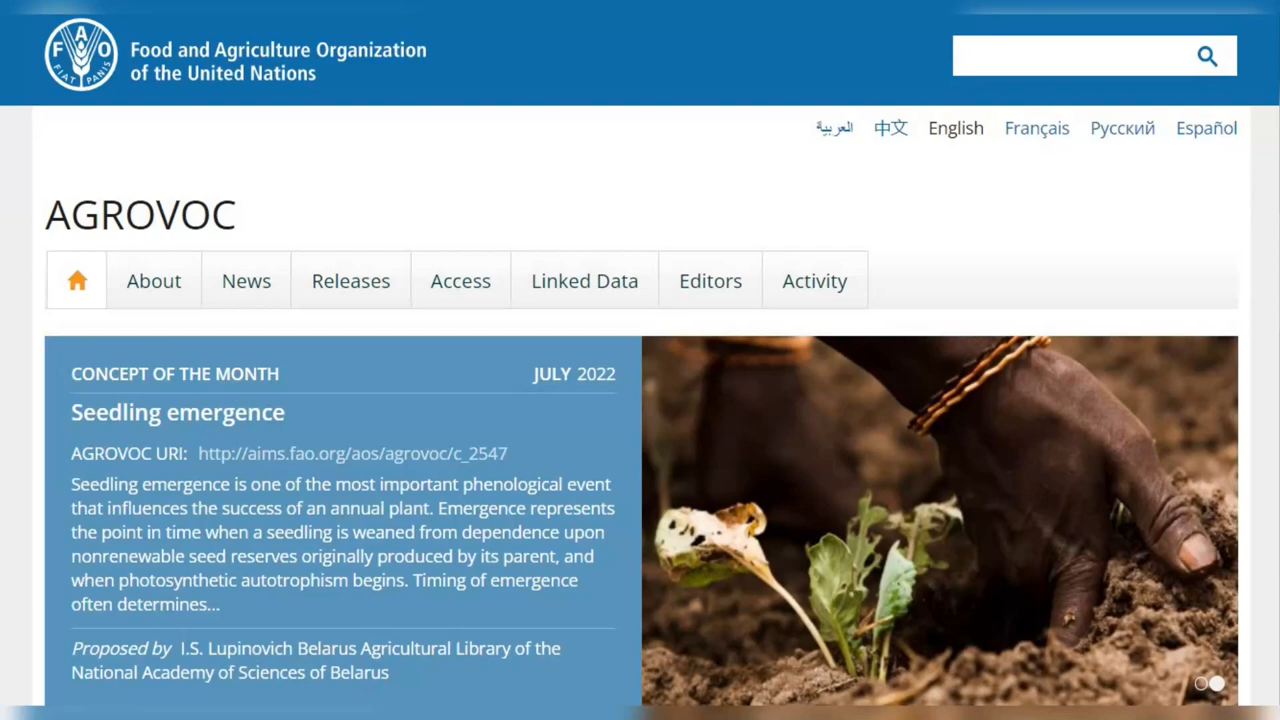 FAO
FIAT PANIS
Food and Agriculture Organization
of the United Nations
العربية 中文 English Français Русский Español
AGROVOC
About News Releases Access Linked Data Editors Activity
CONCEPT OF THE MONTH JULY 2022
Seedling emergence
AGROVOC URI: http://aims.fao.org/aos/agrovoc/c_2547
Seedling emergence is one of the most important phenological event
that influences the success of an annual plant. Emergence represents
the point in time when a seedling is weaned from dependence upon
nonrenewable seed reserves originally produced by its parent, and
when photosynthetic autotrophism begins. Timing of emergence
often determines...
Proposed by I.S. Lupinovich Belarus Agricultural Library of the
National Academy of Sciences of Belarus